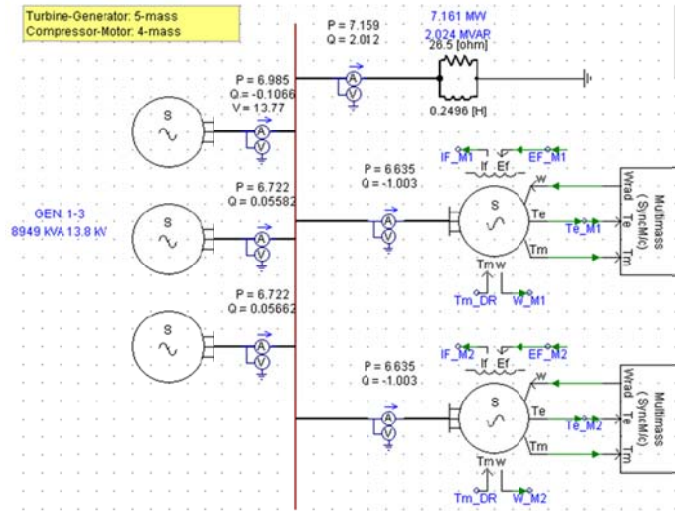 Turbine-Generator: 5-mass
Compressor-Motor: 4-mass
P = 7.159
Q = 2.012
7.161 MW
2.024 MVAR
26.5 [ohm]
0.2496 [H]
A
V
P = 6.985
Q = -0.1066
V = 13.77
S
A
V
GEN 1-3
8949 kVA 13.8 kV
P = 6.722
Q = 0.05582
S
A
V
P = 6.722
Q = 0.05662
S
A
V
P = 6.635
Q = -1.003
A
V
IF_M1
EF_M1
If
Ef
S
w
Te
Tm
Te_M1
Tm w
Tm_DR
W_M1
Wrad
Te
Tm
Multimass
(SyncM/c)
P = 6.635
Q = -1.003
A
V
IF_M2
EF_M2
If
Ef
S
w
Te
Tm
Te_M2
Tm w
Tm_DR
W_M2
Wrad
Te
Tm
Multimass
(SyncM/c)